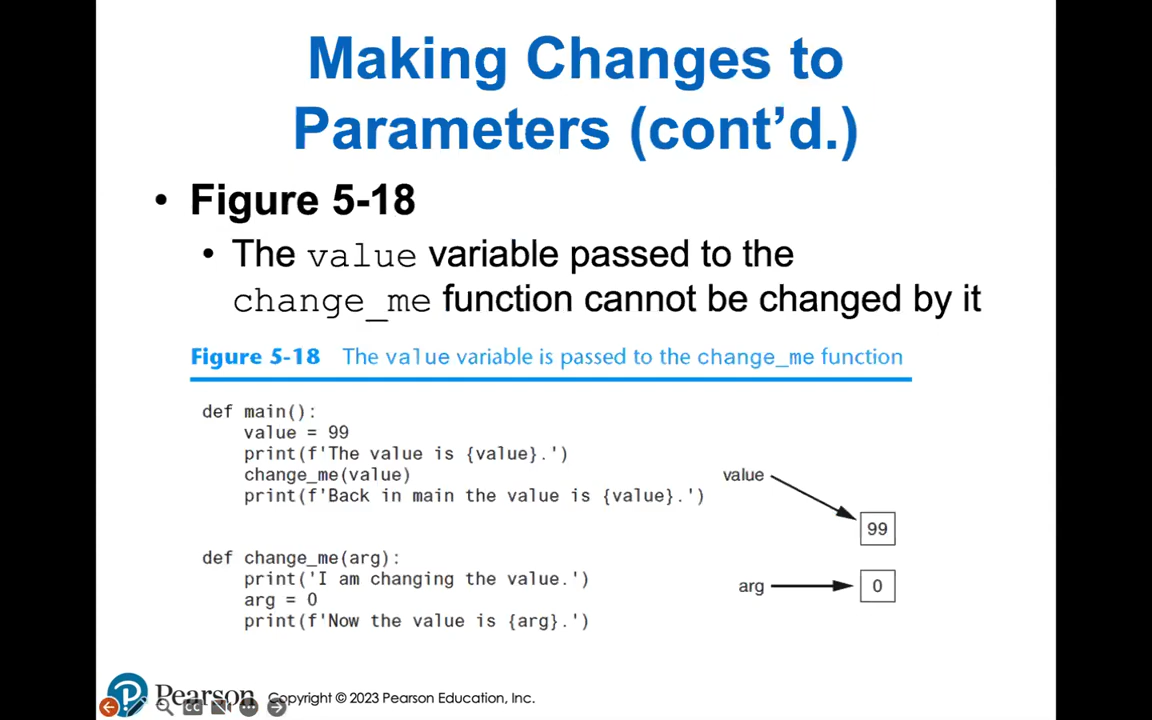 Making Changes to
Parameters (cont’d.)
• Figure 5-18
• The value variable passed to the
change_me function cannot be changed by it
Figure 5-18 The value variable is passed to the change_me function
def main():
    value = 99
    print(f'The value is {value}.')
    change_me(value)
    print(f'Back in main the value is {value}.')
value
99
def change_me(arg):
    print('I am changing the value.')
    arg = 0
    print(f'Now the value is {arg}.')
arg
0
Pearson
Copyright © 2023 Pearson Education, Inc.
CC